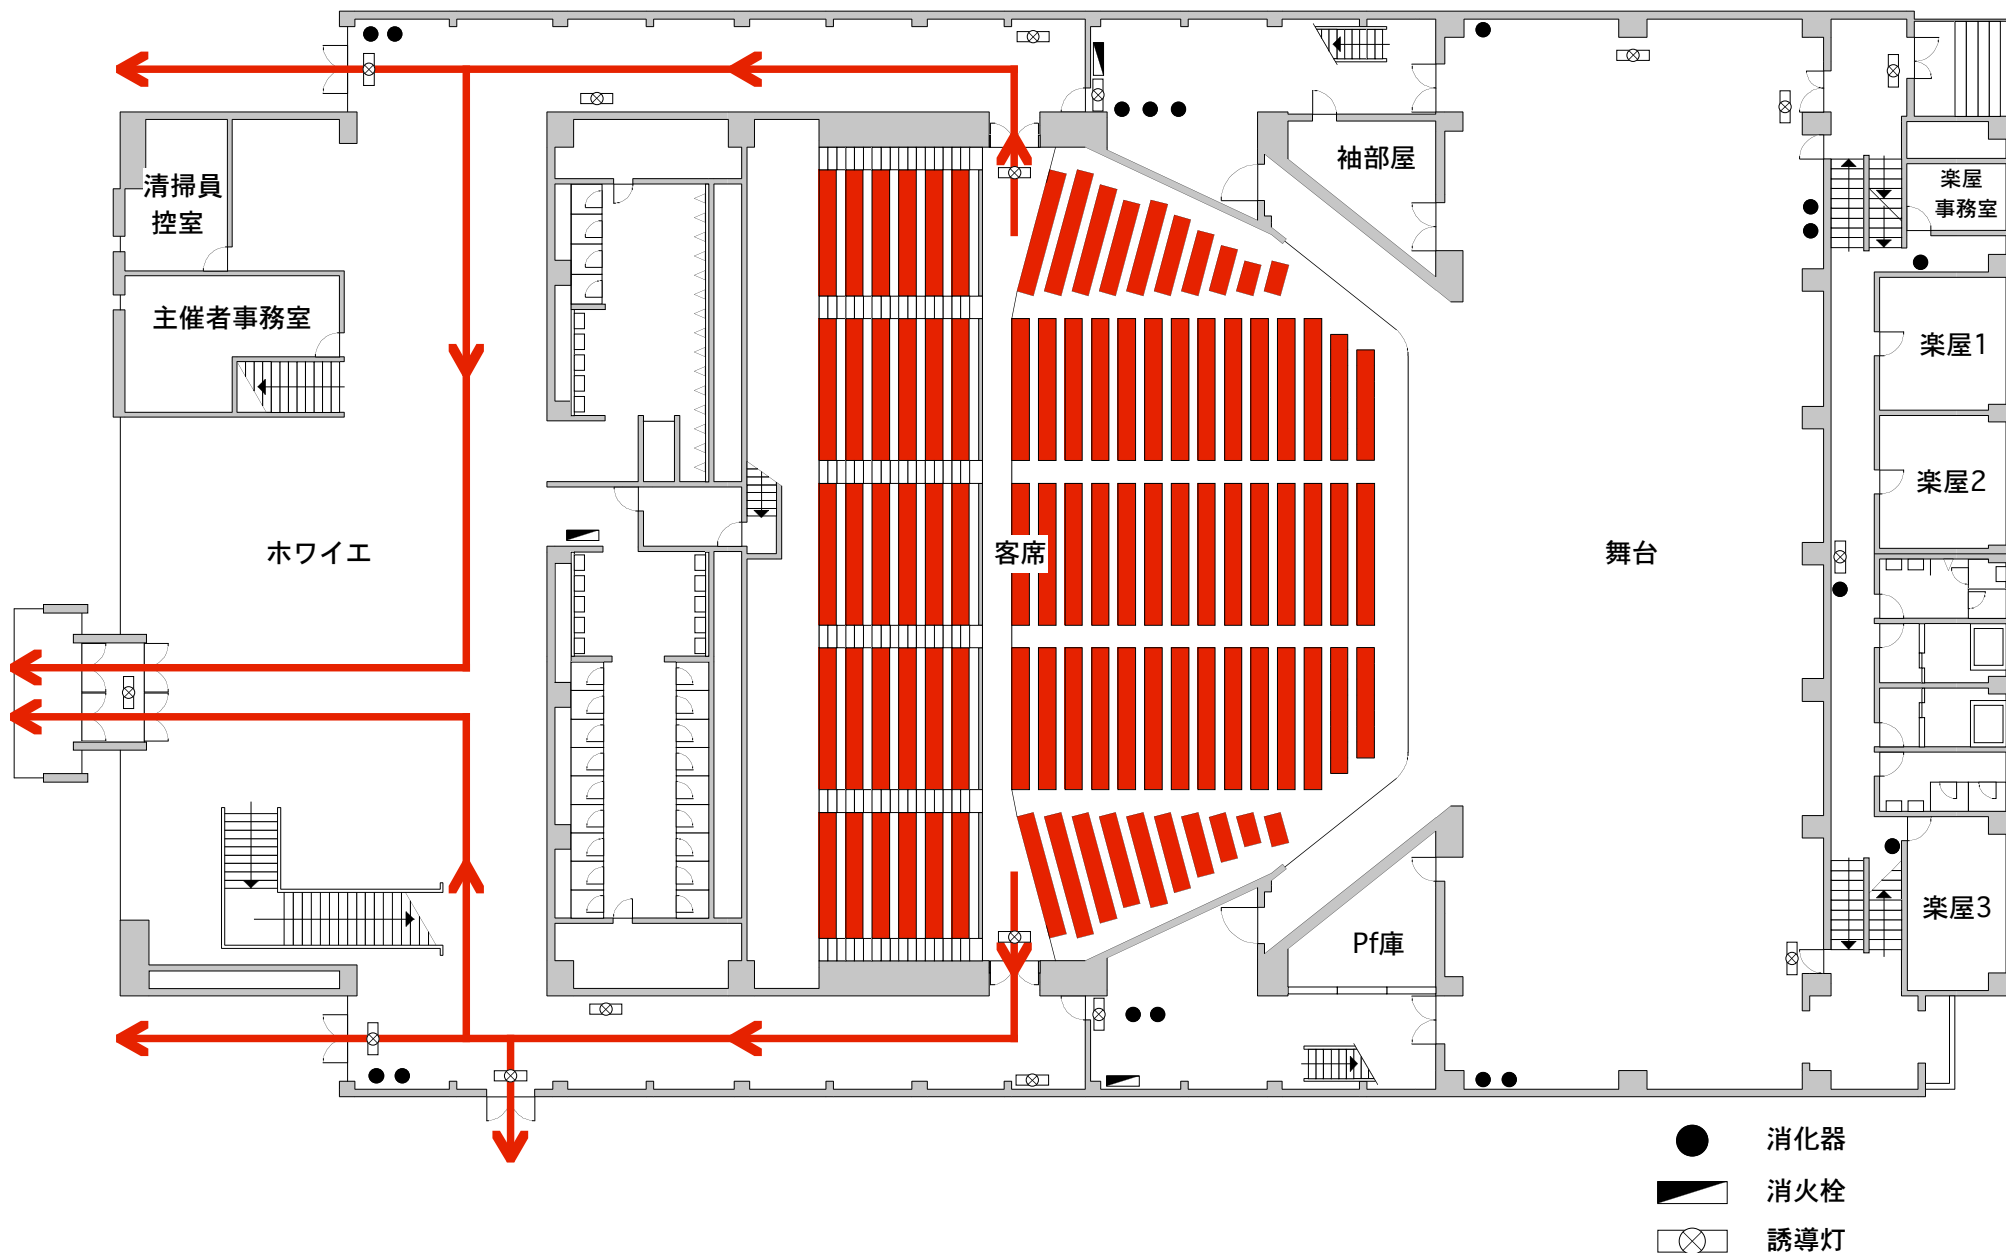 清掃員
控室
主催者事務室
ホワイエ
客席
袖部屋
舞台
楽屋
事務室
楽屋1
楽屋2
楽屋3
Pf庫
消化器
消火栓
誘導灯